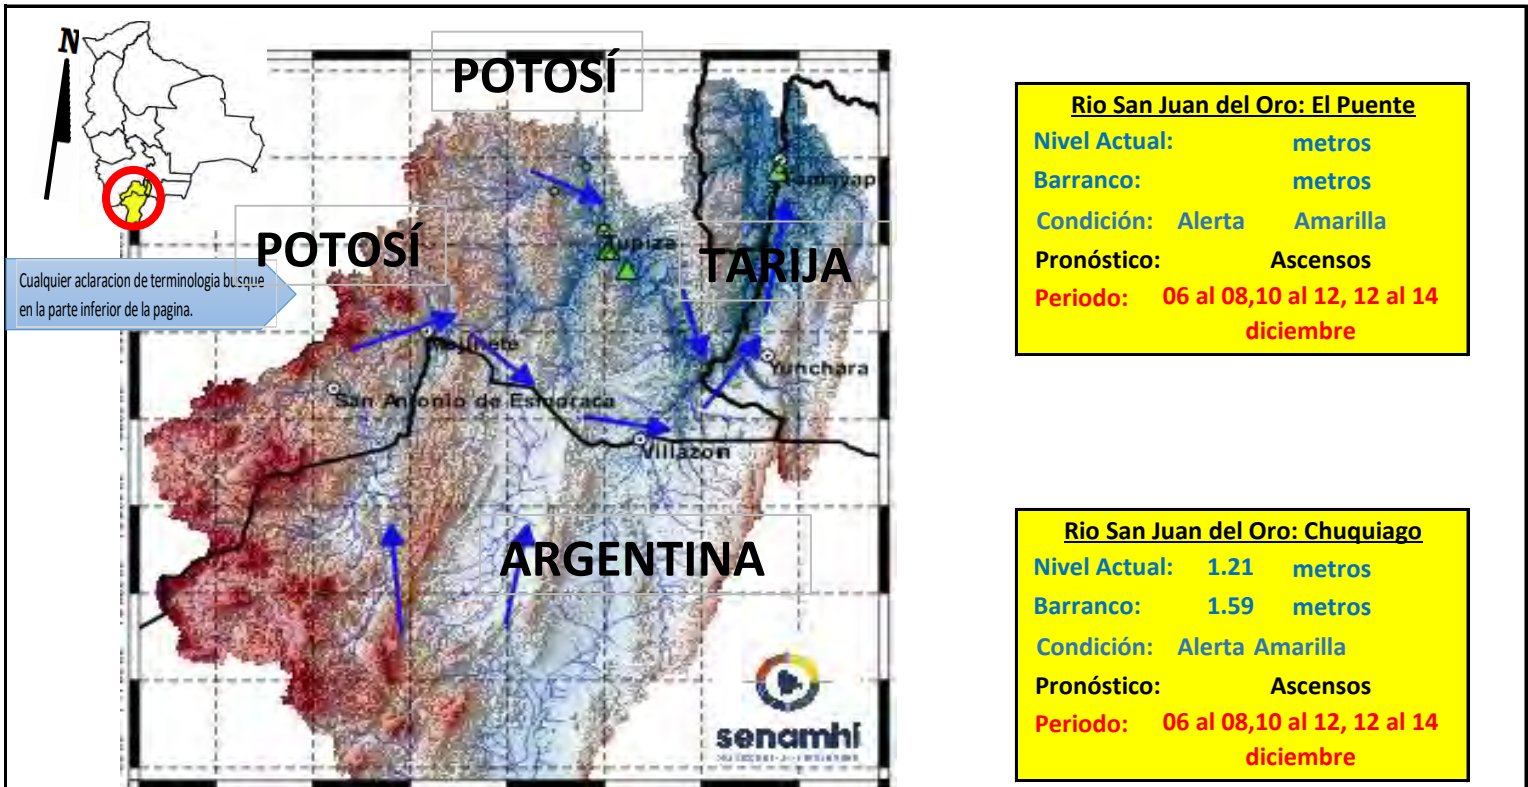 N
POTOSÍ
POTOSÍ
TARIJA
ARGENTINA
Cualquier aclaracion de terminologia busque
en la parte inferior de la pagina.
Tupiza
San Antonio de Esmoraca
Yunchara
Villazon
senamhí
Rio San Juan del Oro: El Puente
Nivel Actual: metros
Barranco: metros
Condición: Alerta Amarilla
Pronóstico: Ascensos
Periodo: 06 al 08,10 al 12, 12 al 14
diciembre
Rio San Juan del Oro: Chuquiago
Nivel Actual: 1.21 metros
Barranco: 1.59 metros
Condición: Alerta Amarilla
Pronóstico: Ascensos
Periodo: 06 al 08,10 al 12, 12 al 14
diciembre